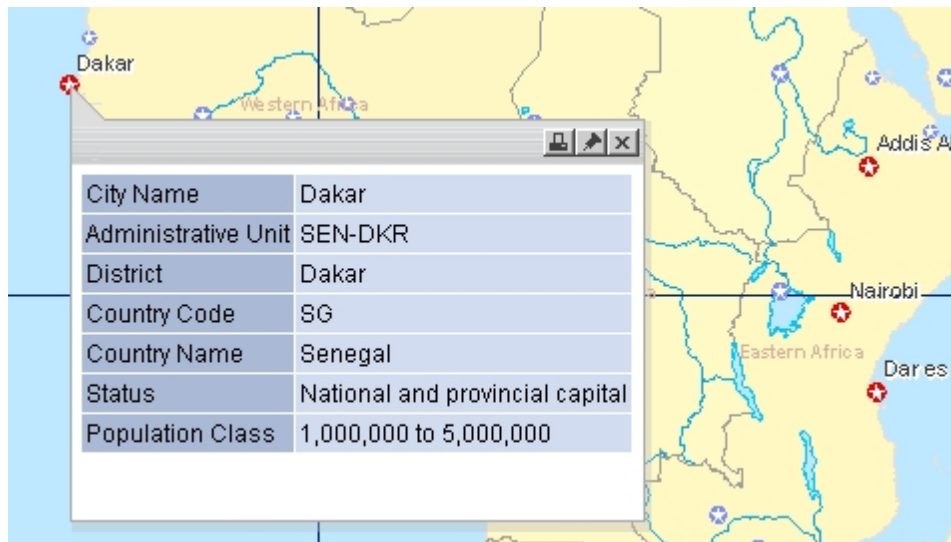 Dakar
Western Africa
Addis A
City Name Dakar
Administrative Unit SEN-DKR
District Dakar
Country Code SG
Country Name Senegal
Status National and provincial capital
Population Class 1,000,000 to 5,000,000
Nairobi
Eastern Africa
Dar es